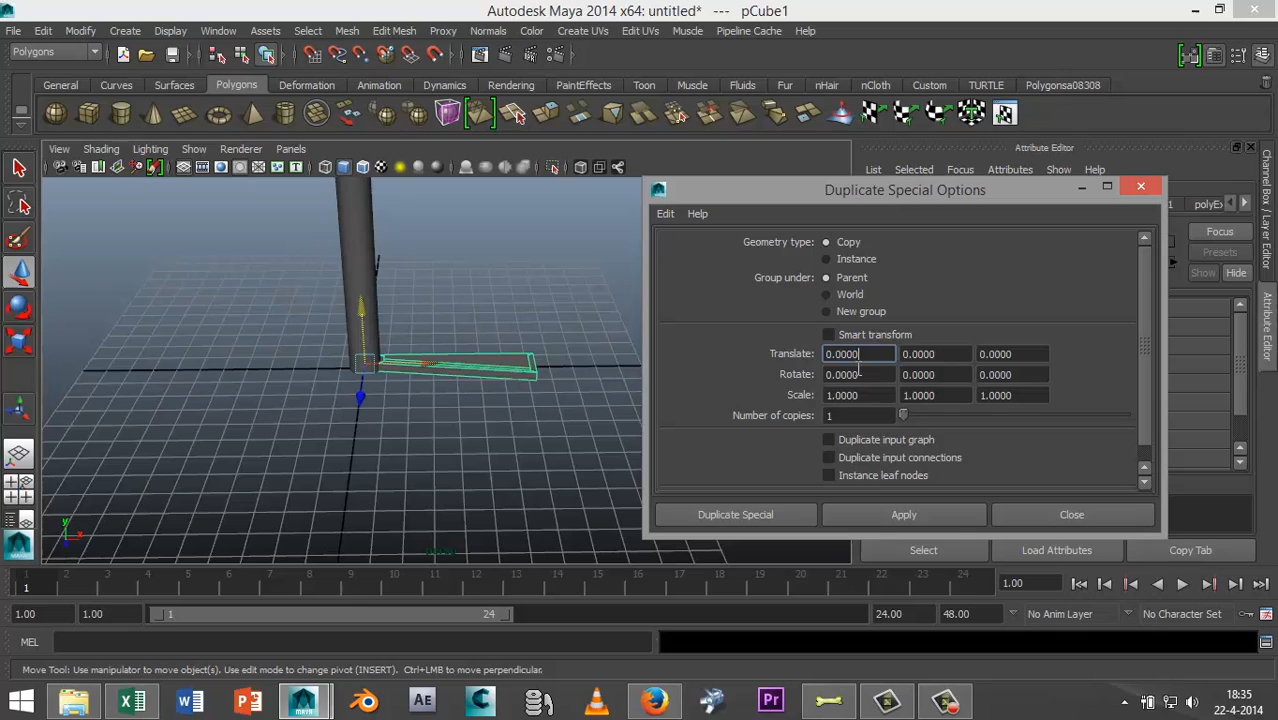 Autodesk Maya 2014 x64: untitled*   ---   pCube1
File Edit Modify Create Display Window Assets Select Mesh Edit Mesh Proxy Normals Color Create UVs Edit UVs Muscle Pipeline Cache Help
Polygons
General Curves Surfaces Polygons Deformation Animation Dynamics Rendering PaintEffects Toon Muscle Fluids Fur nHair nCloth Custom TURTLE Polygonsa08308
View Shading Lighting Show Renderer Panels
Attribute Editor
List Selected Focus Attributes Show Help
Duplicate Special Options
Edit Help
Focus
Presets
Show Hide
Channel Box / Layer Editor
Attribute Editor
Geometry type: Copy
Instance
Group under: Parent
World
New group
Smart transform
Translate: 0.0000 0.0000 0.0000
Rotate: 0.0000 0.0000 0.0000
Scale: 1.0000 1.0000 1.0000
Number of copies: 1
Duplicate input graph
Duplicate input connections
Instance leaf nodes
Duplicate Special Apply Close
Select Load Attributes Copy Tab
y
x
1 2 3 4 5 6 7 8 9 10 11 12 13 14 15 16 17 18 19 20 21 22 23 24
1
1.00
1.00 1.00 1 24 24.00 48.00 No Anim Layer No Character Set
MEL
Move Tool: Use manipulator to move object(s). Use edit mode to change pivot (INSERT). Ctrl+LMB to move perpendicular.
18:35
22-4-2014